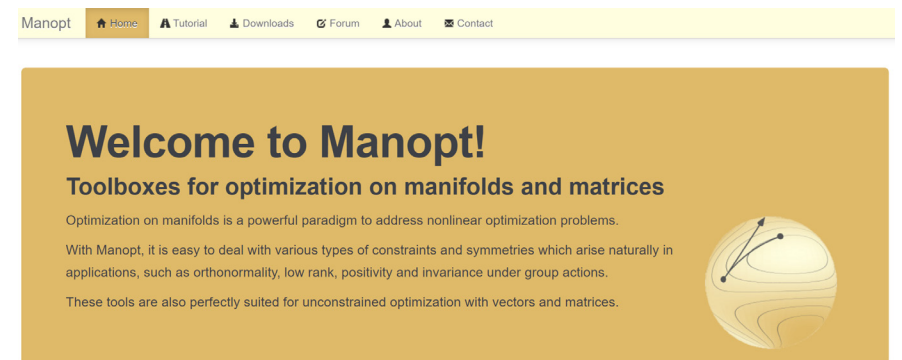 Manopt Home Tutorial Downloads Forum About Contact
Welcome to Manopt!
Toolboxes for optimization on manifolds and matrices
Optimization on manifolds is a powerful paradigm to address nonlinear optimization problems.
With Manopt, it is easy to deal with various types of constraints and symmetries which arise naturally in
applications, such as orthonormality, low rank, positivity and invariance under group actions.
These tools are also perfectly suited for unconstrained optimization with vectors and matrices.